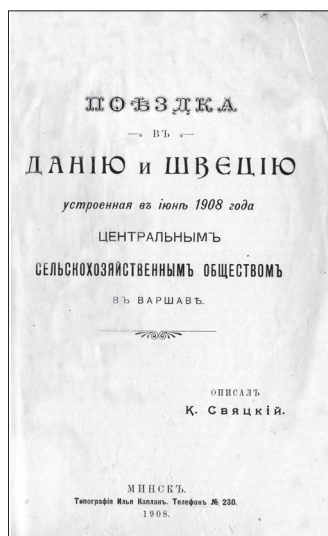 ПОѢЗДКА
ВЪ
ДАНІЮ и ШВЕЦІЮ
устроенная въ іюнѣ 1908 года
ЦЕНТРАЛЬНЫМЪ
СЕЛЬСКОХОЗЯЙСТВЕННЫМЪ ОБЩЕСТВОМЪ
ВЪ ВАРШАВѢ.
ОПИСАЛЪ
К. Свяцкій.
МИНСКЪ.
Типографія Илья Каплан. Телефонъ № 230.
1908.